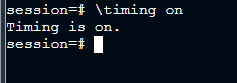 session=# \timing on
Timing is on.
session=#